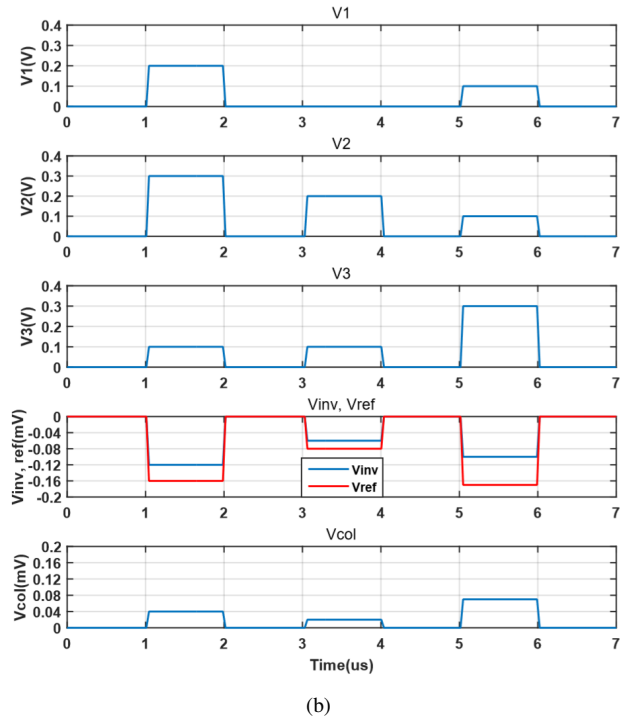 V1
V1(V)
0.4
0.3
0.2
0.1
0
0 1 2 3 4 5 6 7
V2
V2(V)
0.4
0.3
0.2
0.1
0
0 1 2 3 4 5 6 7
V3
V3(V)
0.4
0.3
0.2
0.1
0
0 1 2 3 4 5 6 7
Vinv, Vref
Vinv, ref(mV)
0
-0.04
-0.08
-0.12
-0.16
-0.2
Vinv
Vref
0 1 2 3 4 5 6 7
Vcol
Vcol(mV)
0.2
0.16
0.12
0.08
0.04
0
0 1 2 3 4 5 6 7
Time(us)
(b)